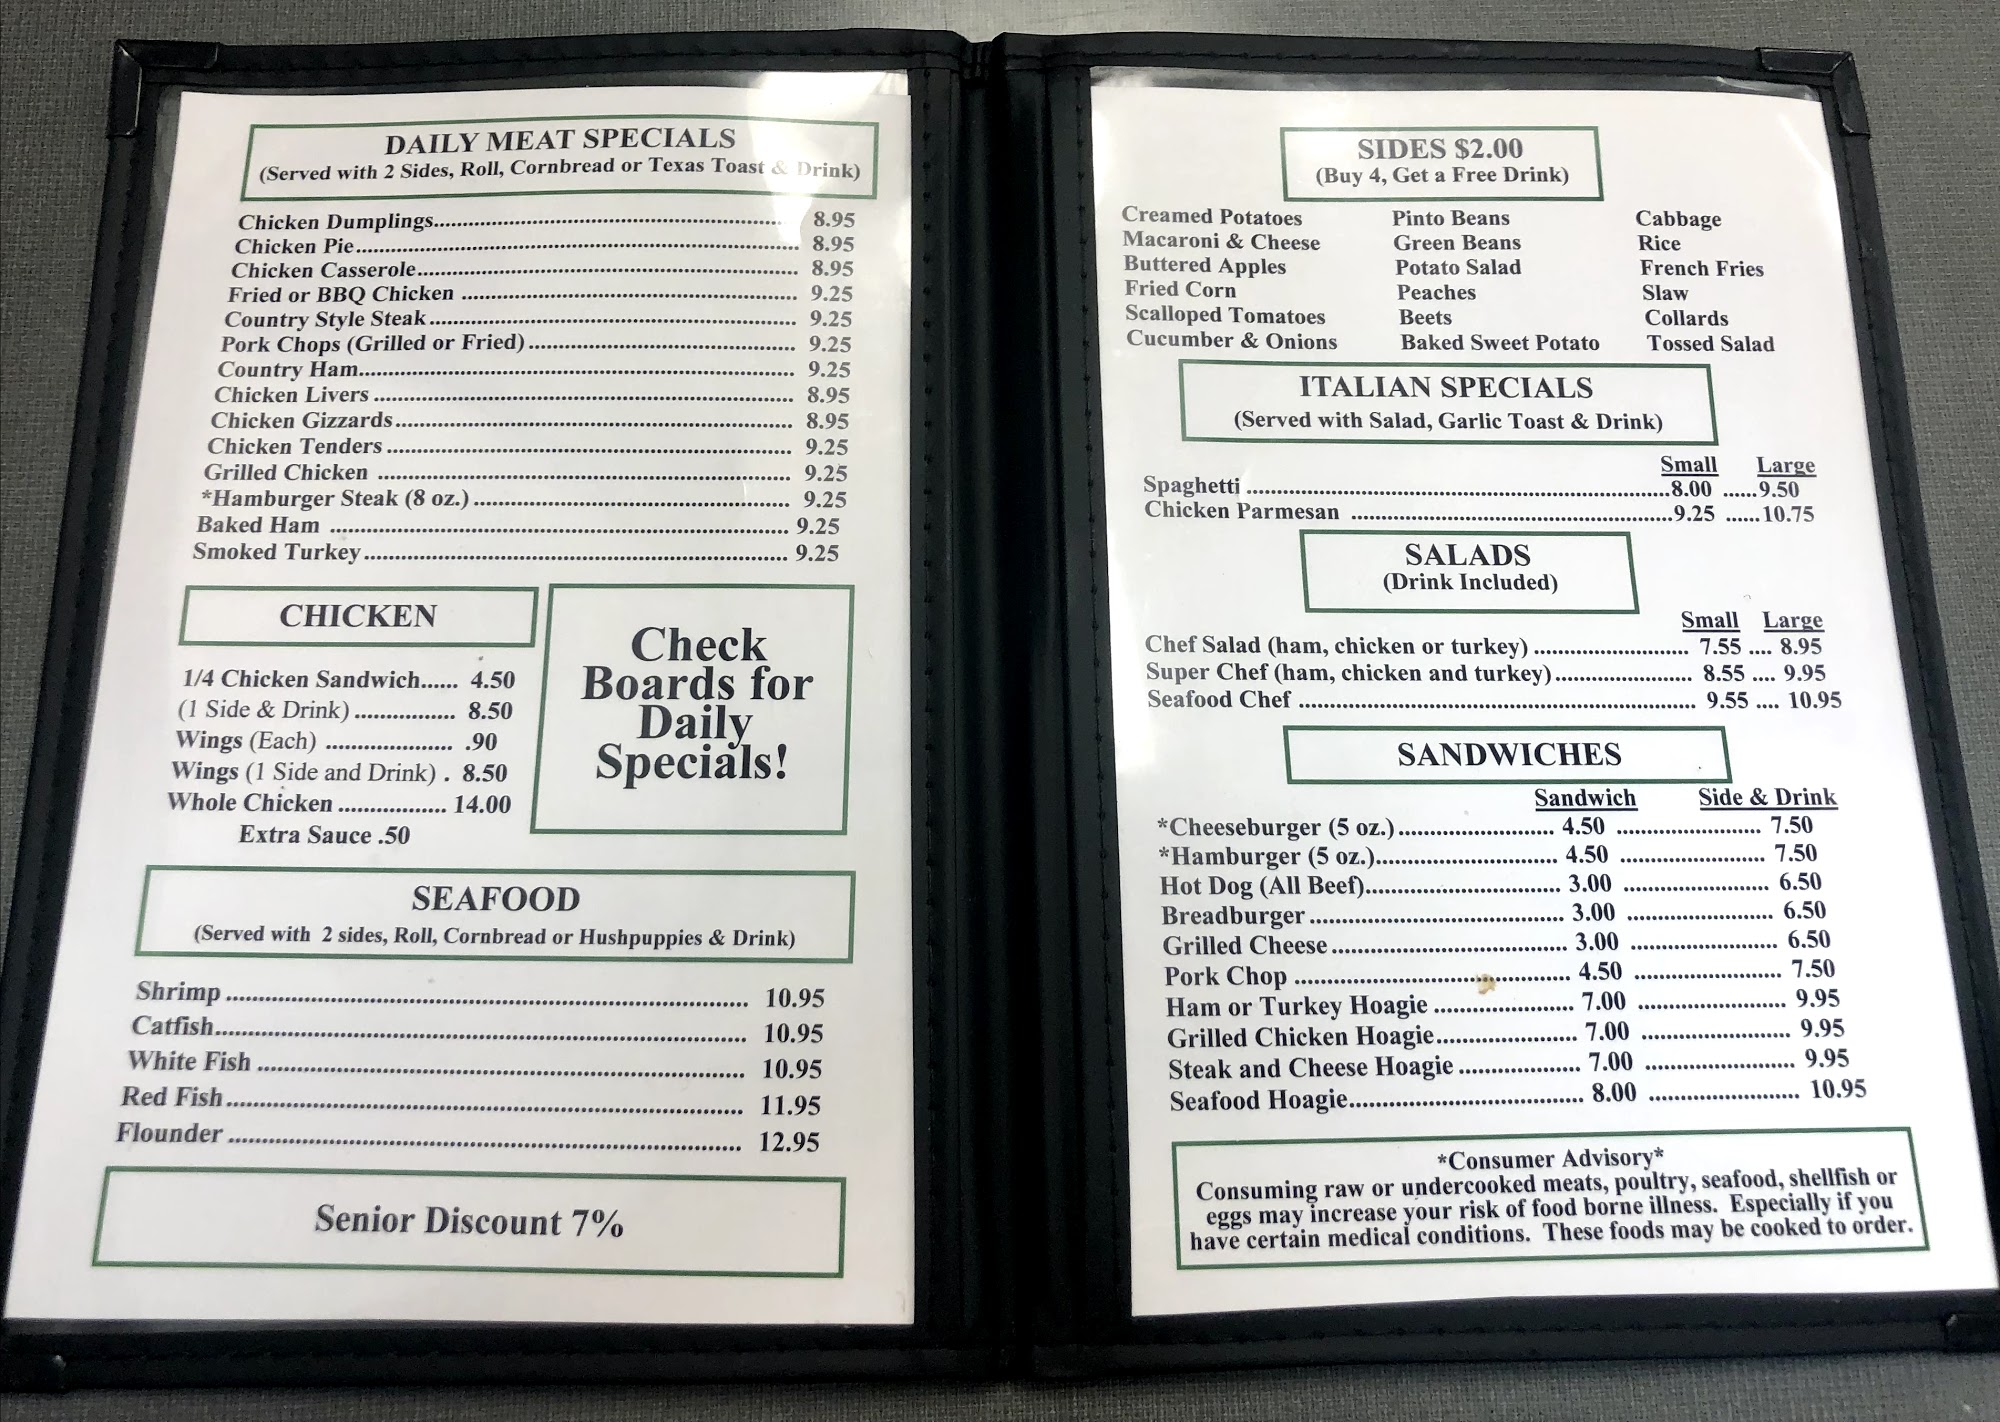 DAILY MEAT SPECIALS
(Served with 2 Sides, Roll, Cornbread or Texas Toast & Drink)
Chicken Dumplings.......... 8.95
Chicken Pie.......... 8.95
Chicken Casserole.......... 8.95
Fried or BBQ Chicken .......... 9.25
Country Style Steak.......... 9.25
Pork Chops (Grilled or Fried).......... 9.25
Country Ham.......... 9.25
Chicken Livers .......... 8.95
Chicken Gizzards.......... 8.95
Chicken Tenders .......... 9.25
Grilled Chicken .......... 9.25
*Hamburger Steak (8 oz.).......... 9.25
Baked Ham .......... 9.25
Smoked Turkey.......... 9.25
CHICKEN
1/4 Chicken Sandwich...... 4.50
(1 Side & Drink)................ 8.50
Wings (Each) .................... .90
Wings (1 Side and Drink) . 8.50
Whole Chicken ................. 14.00
Extra Sauce .50
Check
Boards for
Daily
Specials!
SEAFOOD
(Served with 2 sides, Roll, Cornbread or Hushpuppies & Drink)
Shrimp .......... 10.95
Catfish.......... 10.95
White Fish .......... 10.95
Red Fish.......... 11.95
Flounder .......... 12.95
Senior Discount 7%
SIDES $2.00
(Buy 4, Get a Free Drink)
Creamed Potatoes Pinto Beans Cabbage
Macaroni & Cheese Green Beans Rice
Buttered Apples Potato Salad French Fries
Fried Corn Peaches Slaw
Scalloped Tomatoes Beets Collards
Cucumber & Onions Baked Sweet Potato Tossed Salad
ITALIAN SPECIALS
(Served with Salad, Garlic Toast & Drink)
Small Large
Spaghetti ..........8.00 ......9.50
Chicken Parmesan ..........9.25 ......10.75
SALADS
(Drink Included)
Small Large
Chef Salad (ham, chicken or turkey) .......... 7.55 .... 8.95
Super Chef (ham, chicken and turkey).......... 8.55 .... 9.95
Seafood Chef .......... 9.55 .... 10.95
SANDWICHES
Sandwich Side & Drink
*Cheeseburger (5 oz.).......... 4.50 .......... 7.50
*Hamburger (5 oz.).......... 4.50 .......... 7.50
Hot Dog (All Beef).......... 3.00 .......... 6.50
Breadburger .......... 3.00 .......... 6.50
Grilled Cheese .......... 3.00 .......... 6.50
Pork Chop .......... 4.50 .......... 7.50
Ham or Turkey Hoagie .......... 7.00 .......... 9.95
Grilled Chicken Hoagie.......... 7.00 .......... 9.95
Steak and Cheese Hoagie .......... 7.00 .......... 9.95
Seafood Hoagie.......... 8.00 .......... 10.95
*Consumer Advisory*
Consuming raw or undercooked meats, poultry, seafood, shellfish or
eggs may increase your risk of food borne illness. Especially if you
have certain medical conditions. These foods may be cooked to order.